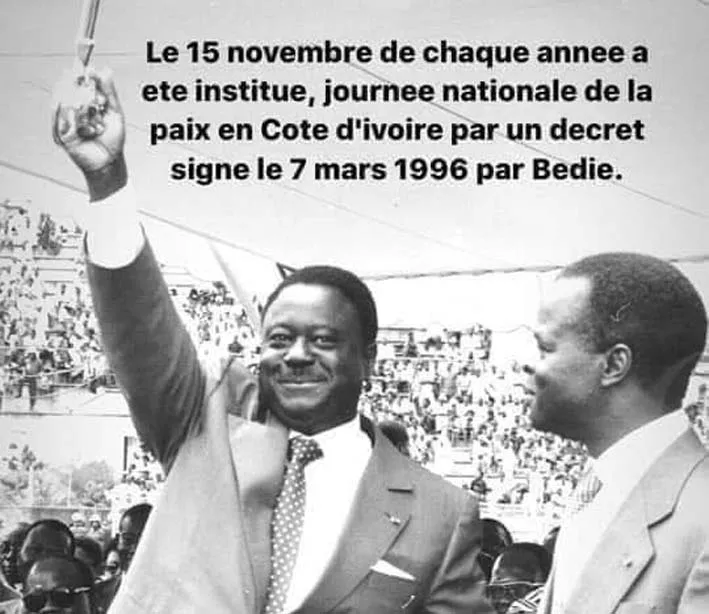 Le 15 novembre de chaque annee a
ete institue, journee nationale de la
paix en Cote d'ivoire par un decret
signe le 7 mars 1996 par Bedie.